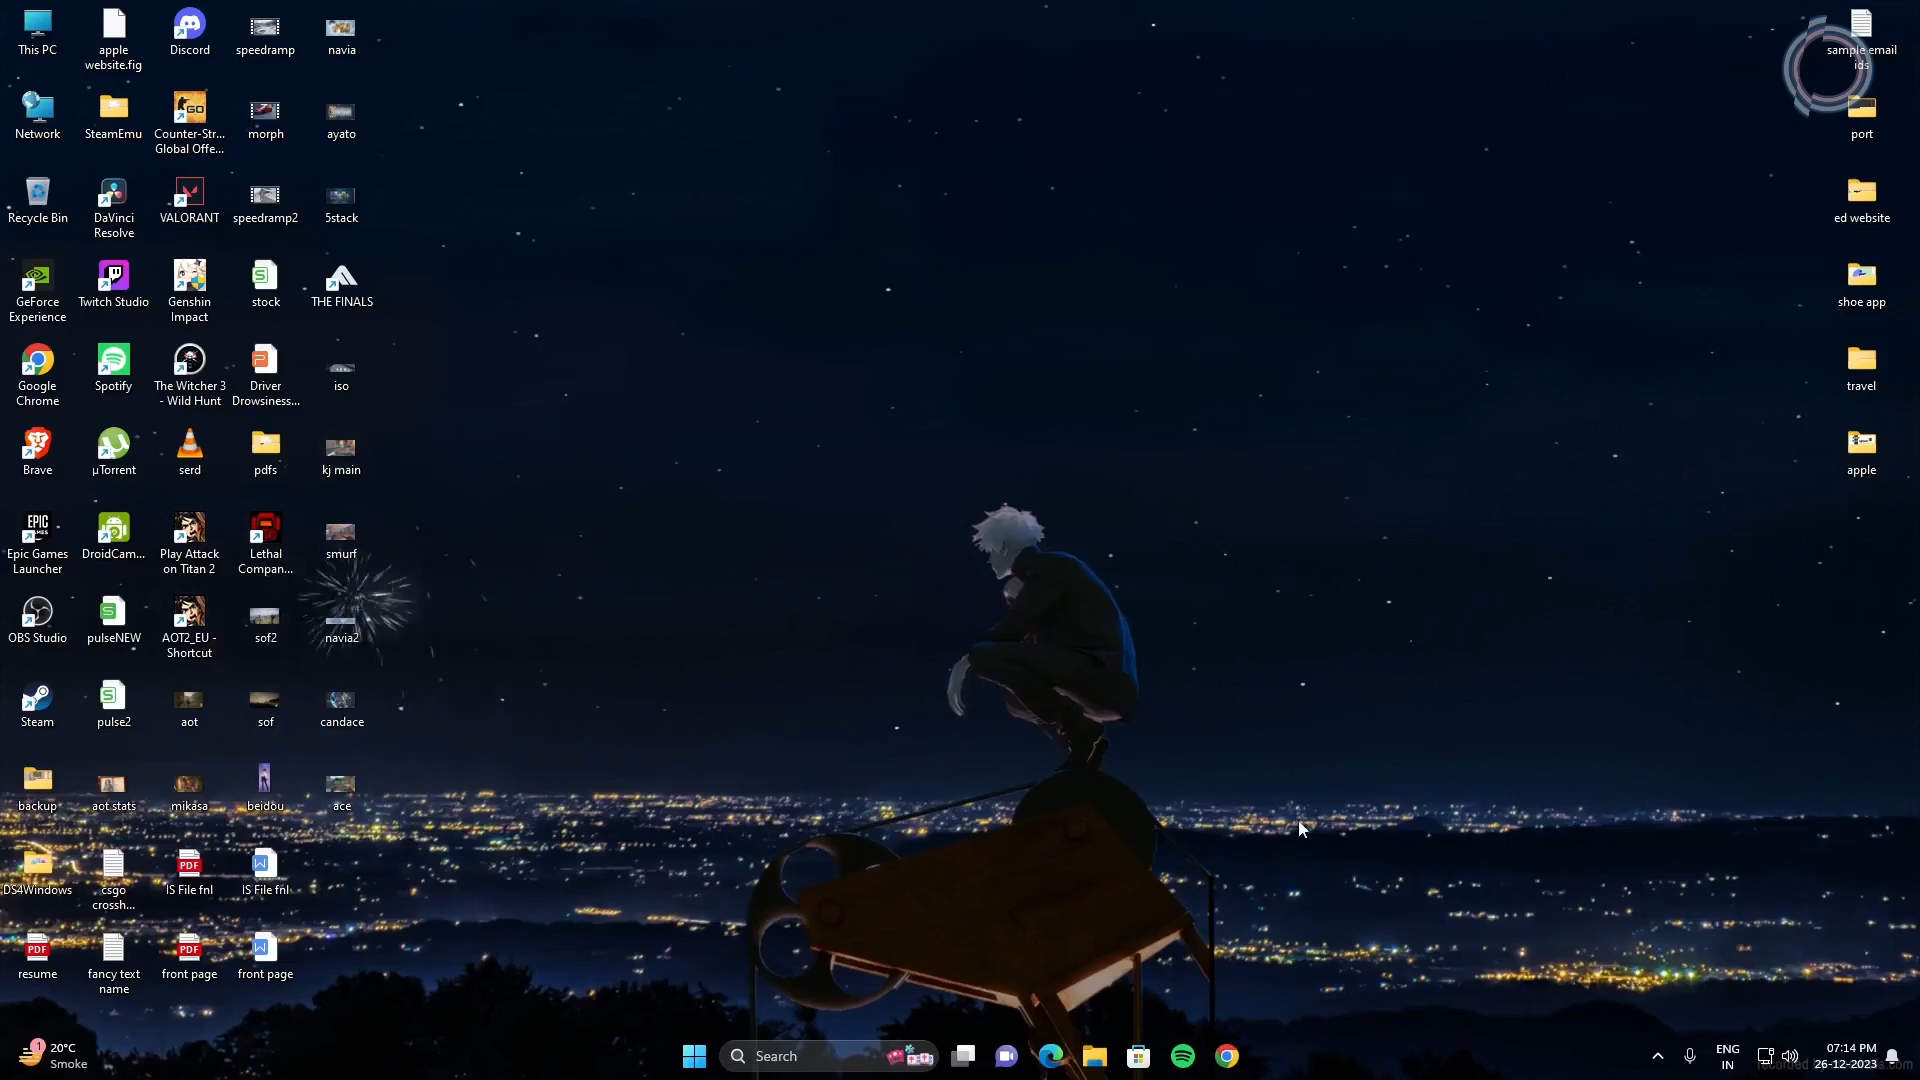 This PC
apple
website.fig
Discord
speedramp
navia
sample email
ids
Network
SteamEmu
Counter-Str...
Global Offe...
morph
ayato
port
Recycle Bin
DaVinci
Resolve
VALORANT
speedramp2
5stack
ed website
GeForce
Experience
Twitch Studio
Genshin
Impact
stock
THE FINALS
shoe app
Google
Chrome
Spotify
The Witcher 3
- Wild Hunt
Driver
Drowsiness...
iso
travel
Brave
µTorrent
serd
pdfs
kj main
apple
Epic Games
Launcher
DroidCam...
Play Attack
on Titan 2
Lethal
Compan...
smurf
OBS Studio
pulseNEW
AOT2_EU -
Shortcut
sof2
navia2
Steam
pulse2
aot
sof
candace
backup
aot stats
mikasa
beidou
ace
DS4Windows
csgo
crossh...
IS File fnl
IS File fnl
resume
fancy text
name
front page
front page
1
20°C
Smoke
Search
ENG
IN
07:14 PM
26-12-2023